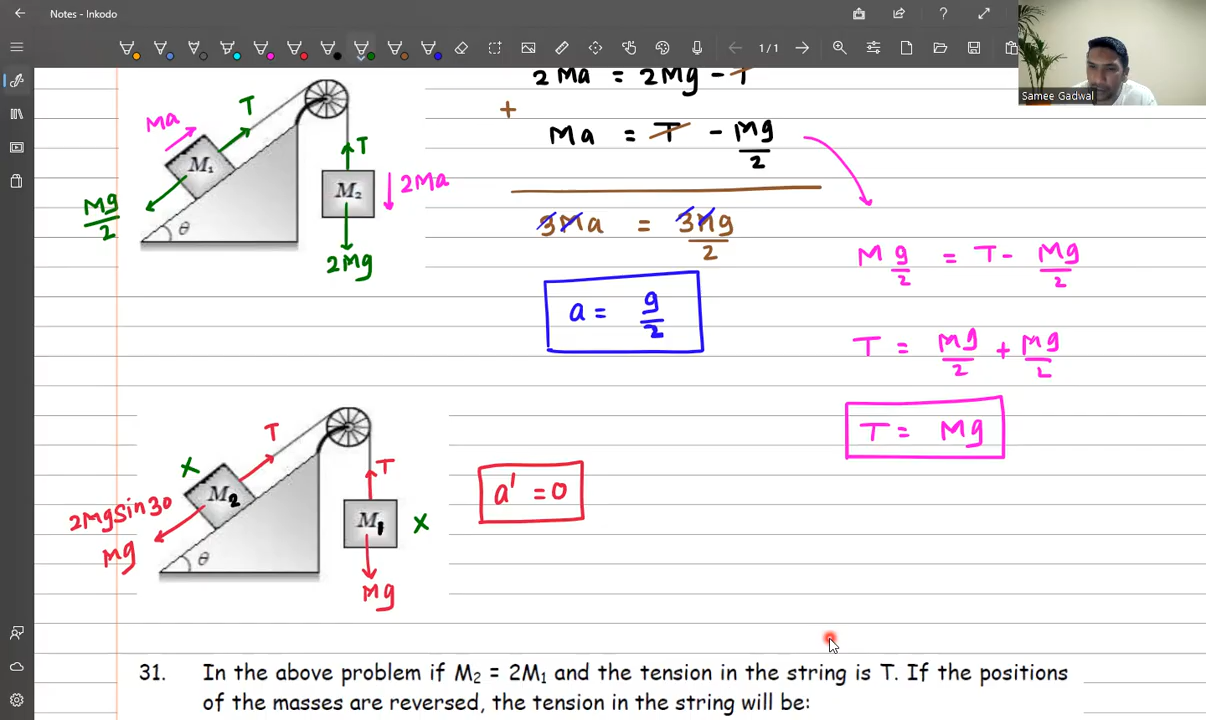 Notes - Inkodo
1/1
Samee Gadwal
2Ma = 2Mg - T
+
Ma = T - Mg/2
3Ma = 3Mg/2
a = g/2
M g/2 = T - Mg/2
T = Mg/2 + Mg/2
T = Mg
Ma
T
M₁
Mg/2
θ
T
M₂
2Ma
2Mg
T
x
M₂
2Mgsin30
Mg
θ
T
M₁
x
Mg
a' = 0
31. In the above problem if M₂ = 2M₁ and the tension in the string is T. If the positions
of the masses are reversed, the tension in the string will be: